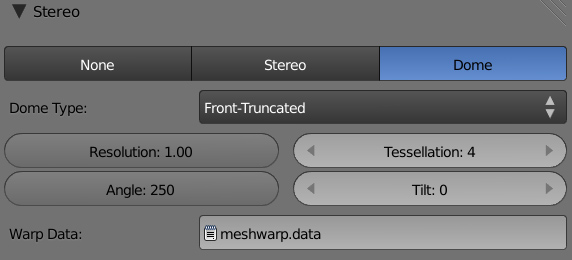 Stereo
None Stereo Dome
Dome Type: Front-Truncated
Resolution: 1.00 Tessellation: 4
Angle: 250 Tilt: 0
Warp Data: meshwarp.data